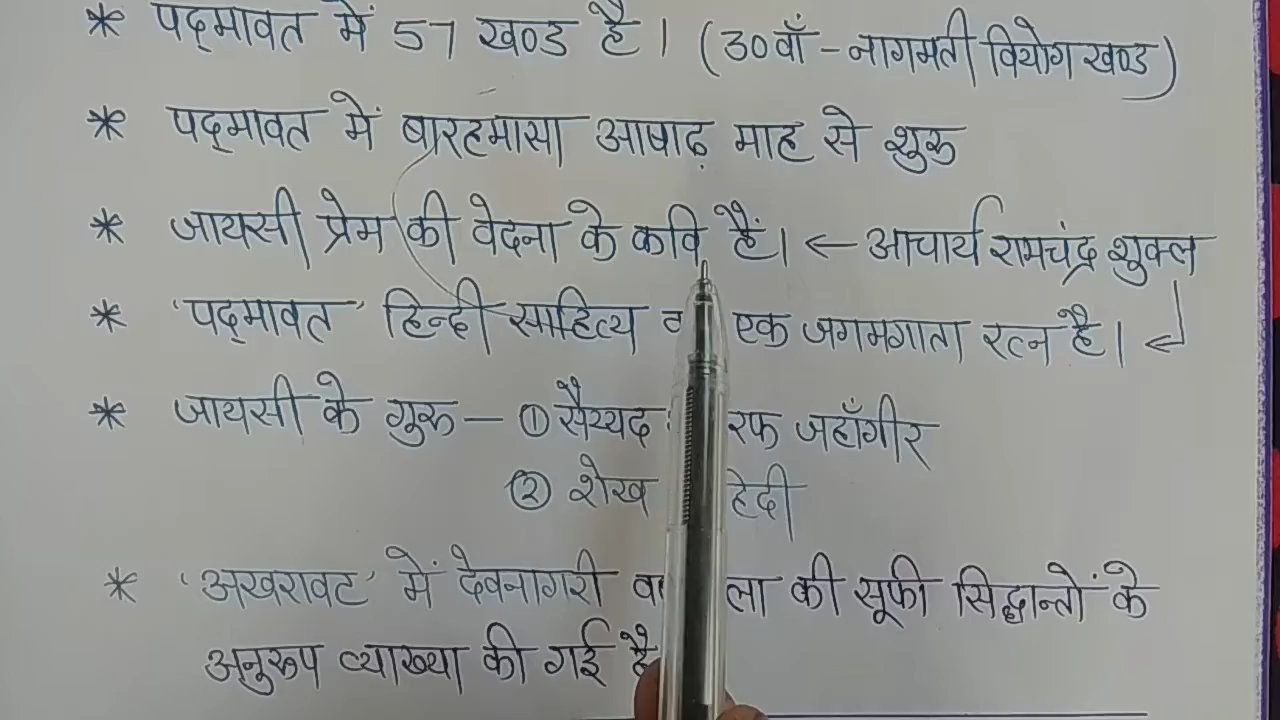 * पद्मावत में 57 खण्ड है। (30वाँ - नागमती वियोग खण्ड)
* पद्मावत में बारहमासा आषाढ़ माह से शुरू
* जायसी प्रेम की वेदना के कवि हैं। ← आचार्य रामचंद्र शुक्ल
* 'पद्मावत' हिन्दी साहित्य एक जगमगाता रत्न है। ↵
* जायसी के गुरू – ① सैय्यद जहाँगीर
② शेख
* 'अखरावट' में देवनागरी की सूफी सिद्धान्तों के
अनुरूप व्याख्या की गई है